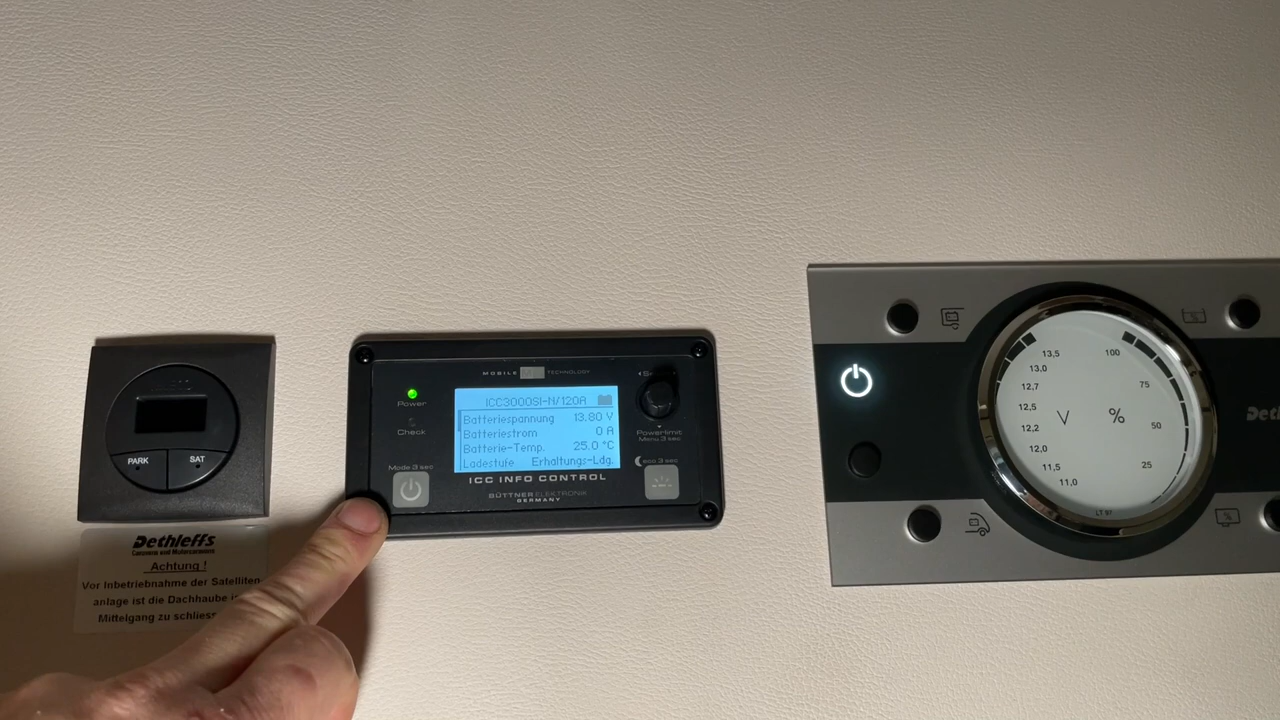 PARK
SAT
Dethleffs
Caravans and Motorcaravans
Achtung !
Vor Inbetriebnahme der Satelliten
anlage ist die Dachhaube
Mittelgang zu schliess
MOBILE TECHNOLOGY
Power
Check
Mode 3 sec
ICC3000SI-N/120A
Batteriespannung 13.80 V
Batteriestrom 0 A
Batterie-Temp. 25.0 °C
Ladestufe Erhaltungs-Ldg.
ICC INFO CONTROL
BÜTTNER ELEKTRONIK
GERMANY
Powerlimit
Menu 3 sec
eco 3 sec
13,5
13,0
12,7
12,5
12,2
12,0
11,5
11,0
V
%
100
75
50
25
LT 97
Deth